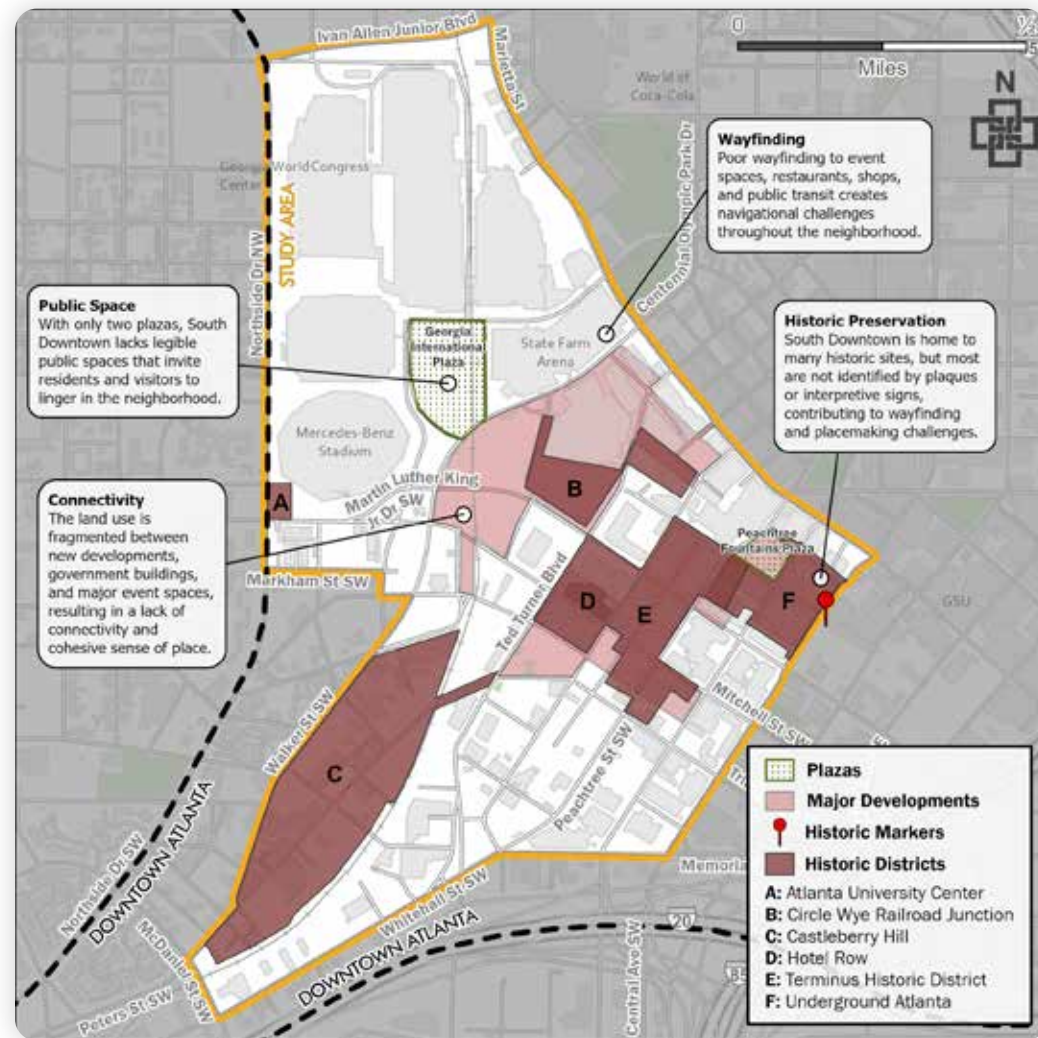 Ivan Allen Junior Blvd
Marietta St
0
½
Miles
N
World of
Coca-Cola
Georgia World Congress
Center
Centennial Olympic Park Dr
Wayfinding
Poor wayfinding to event
spaces, restaurants, shops,
and public transit creates
navigational challenges
throughout the neighborhood.
Northside Dr NW
STUDY AREA
Public Space
With only two plazas, South
Downtown lacks legible
public spaces that invite
residents and visitors to
linger in the neighborhood.
Georgia
International
Plaza
State Farm
Arena
Historic Preservation
South Downtown is home to
many historic sites, but most
are not identified by plaques
or interpretive signs,
contributing to wayfinding
and placemaking challenges.
Mercedes-Benz
Stadium
Martin Luther King
Jr Dr SW
A
B
Connectivity
The land use is
fragmented between
new developments,
government buildings,
and major event spaces,
resulting in a lack of
connectivity and
cohesive sense of place.
Markham St SW
Peachtree
Fountains Plaza
Ted Turner Blvd
D
E
F
GSU
Mitchell St SW
Walker St SW
C
Peachtree St SW
Whitehall St SW
Northside Dr SW
DOWNTOWN ATLANTA
McDaniel St SW
Peters St SW
DOWNTOWN ATLANTA
Central Ave SW
20
85
Memoria
Plazas
Major Developments
Historic Markers
Historic Districts
A: Atlanta University Center
B: Circle Wye Railroad Junction
C: Castleberry Hill
D: Hotel Row
E: Terminus Historic District
F: Underground Atlanta